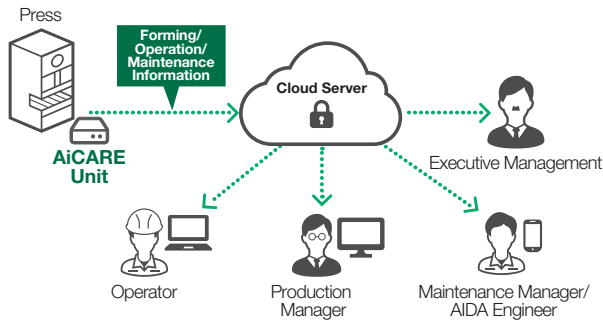 Press
Forming/
Operation/
Maintenance
Information
Cloud Server
AiCARE
Unit
Executive Management
Operator
Production
Manager
Maintenance Manager/
AIDA Engineer